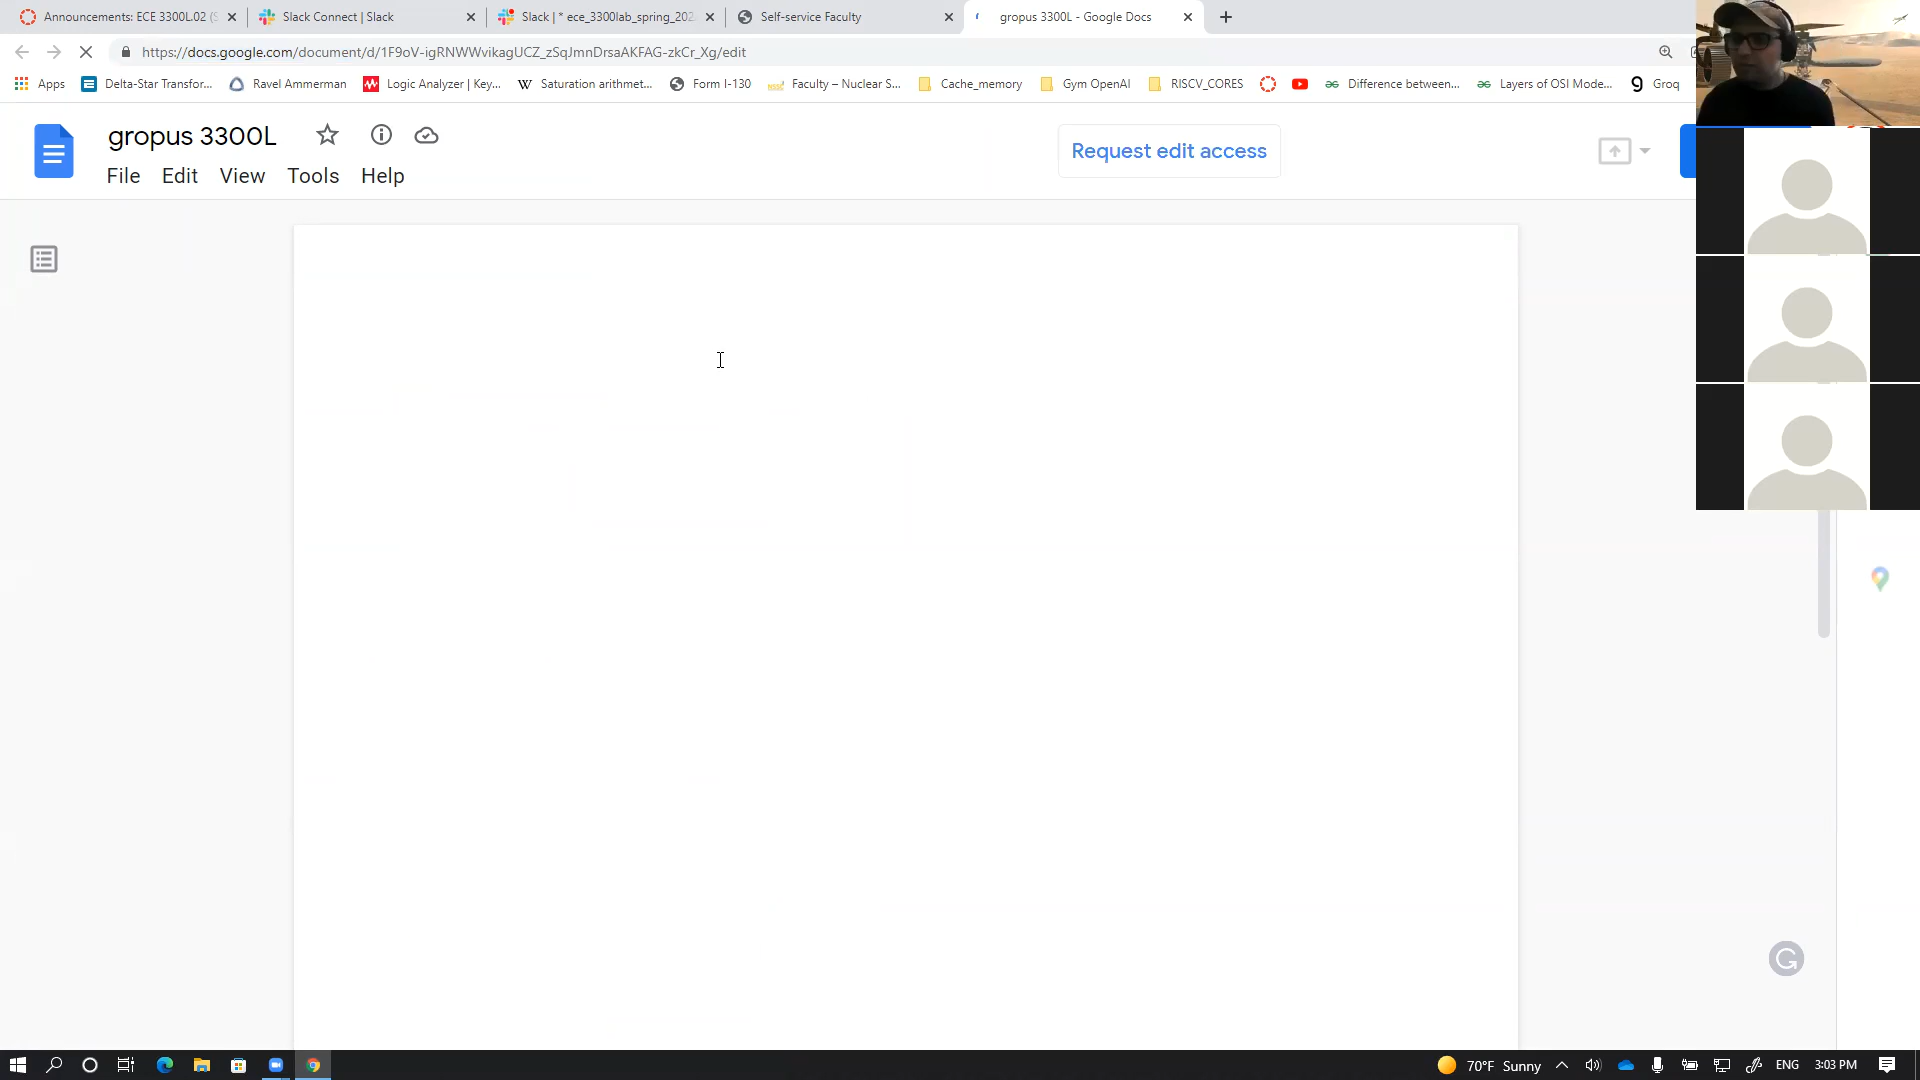 Announcements: ECE 3300L.02 (S
Slack Connect | Slack
Slack | * ece_3300lab_spring_202
Self-service Faculty
gropus 3300L - Google Docs
https://docs.google.com/document/d/1F9oV-igRNWWvikagUCZ_zSqJmnDrsaAKFAG-zkCr_Xg/edit
Apps
Delta-Star Transfor...
Ravel Ammerman
Logic Analyzer | Key...
W
Saturation arithmet...
Form I-130
Faculty – Nuclear S...
Cache_memory
Gym OpenAI
RISCV_CORES
Difference between...
Layers of OSI Mode...
Groq
gropus 3300L
Request edit access
File
Edit
View
Tools
Help
70°F Sunny
ENG
3:03 PM